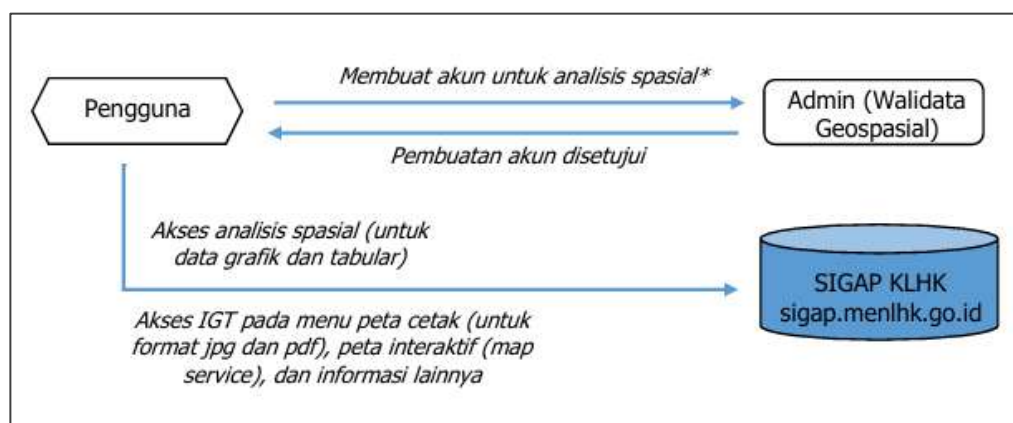 Membuat akun untuk analisis spasial*
Pengguna
Admin (Walidata
Geospasial)
Pembuatan akun disetujui
Akses analisis spasial (untuk
data grafik dan tabular)
SIGAP KLHK
sigap.menlhk.go.id
Akses IGT pada menu peta cetak (untuk
format jpg dan pdf), peta interaktif (map
service), dan informasi lainnya